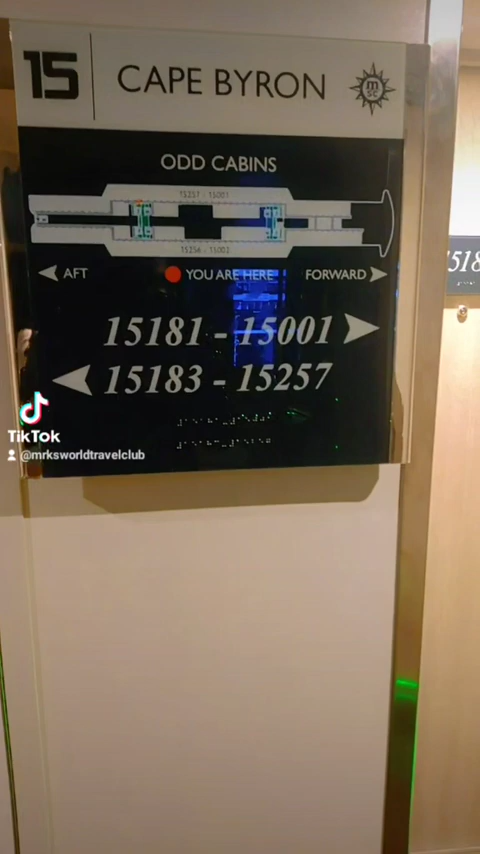 15 CAPE BYRON
m
sc
ODD CABINS
15257 - 15001
15256 - 15002
AFT YOU ARE HERE FORWARD
15181 - 15001
15183 - 15257
TikTok
@mrksworldtravelclub